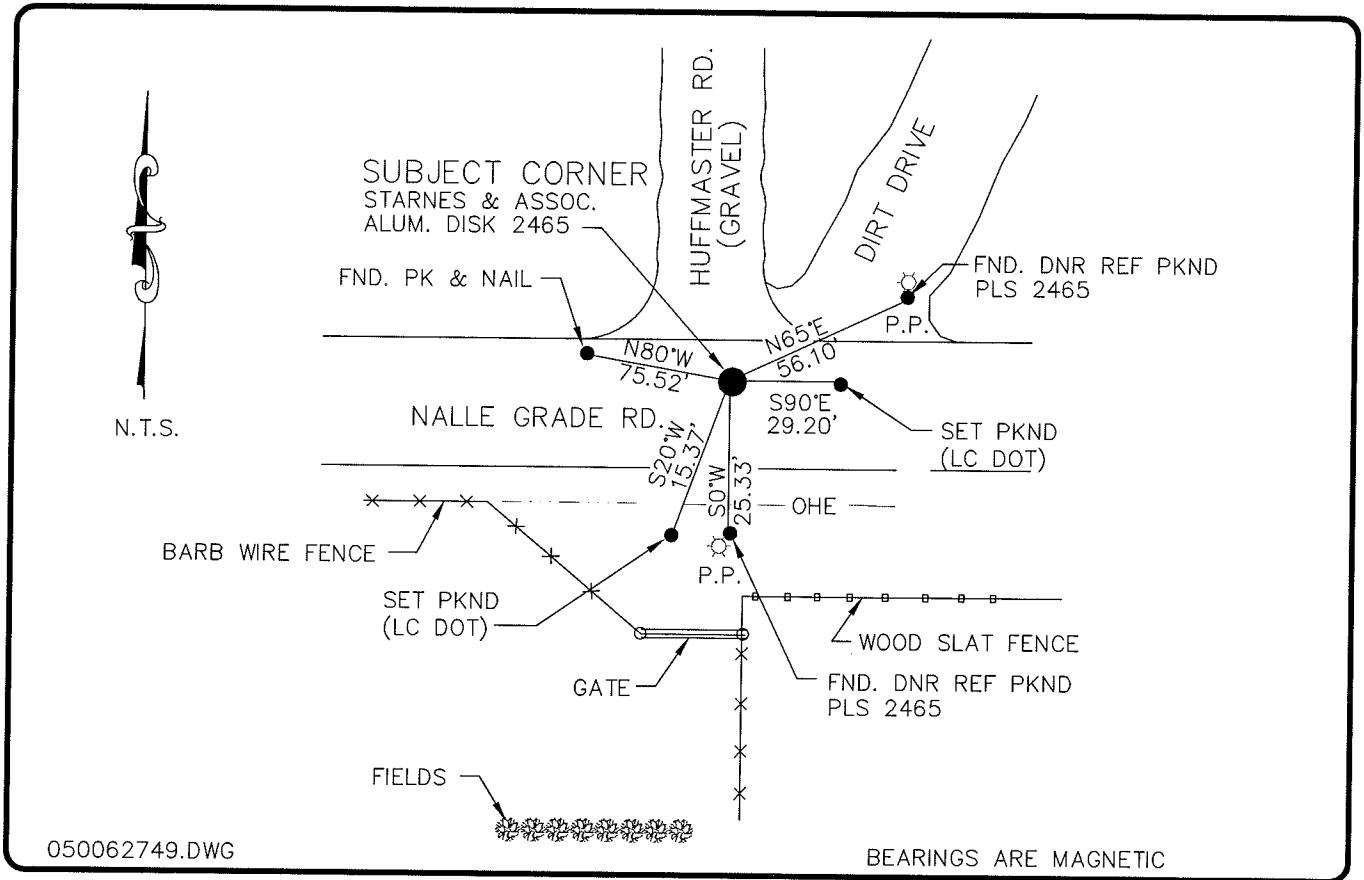 SUBJECT CORNER
STARNES & ASSOC.
ALUM. DISK 2465
HUFFMASTER RD.
(GRAVEL)
DIRT DRIVE
FND. PK & NAIL
FND. DNR REF PKND
PLS 2465
P.P.
N80°W
75.52'
N65°E
56.10'
N.T.S.
NALLE GRADE RD.
S90°E
29.20'
SET PKND
(LC DOT)
S20°W
15.37'
S0°W
25.33'
OHE
BARB WIRE FENCE
P.P.
SET PKND
(LC DOT)
WOOD SLAT FENCE
GATE
FND. DNR REF PKND
PLS 2465
FIELDS
050062749.DWG
BEARINGS ARE MAGNETIC